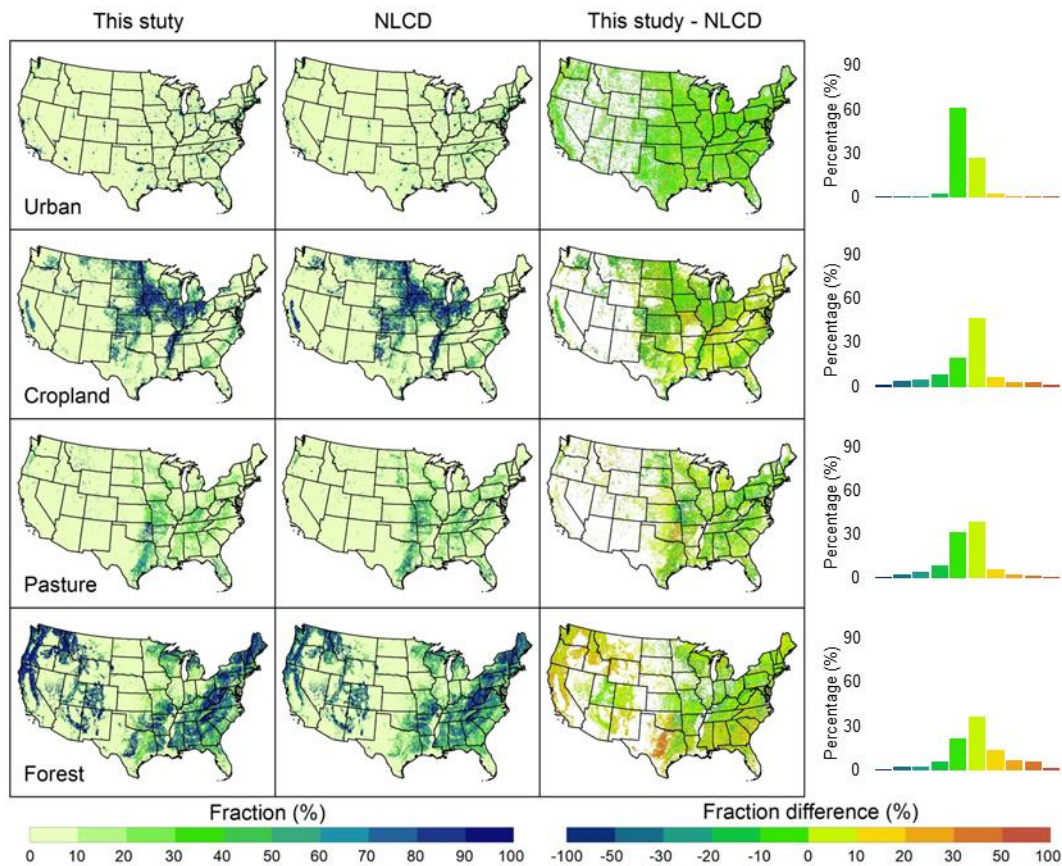 This stuty NLCD This study - NLCD
Urban
Percentage (%)
90
60
30
0
Cropland
Percentage (%)
90
60
30
0
Pasture
Percentage (%)
90
60
30
0
Forest
Percentage (%)
90
60
30
0
Fraction (%) Fraction difference (%)
0 10 20 30 40 50 60 70 80 90 100 -100 -50 -30 -20 -10 0 10 20 30 50 100